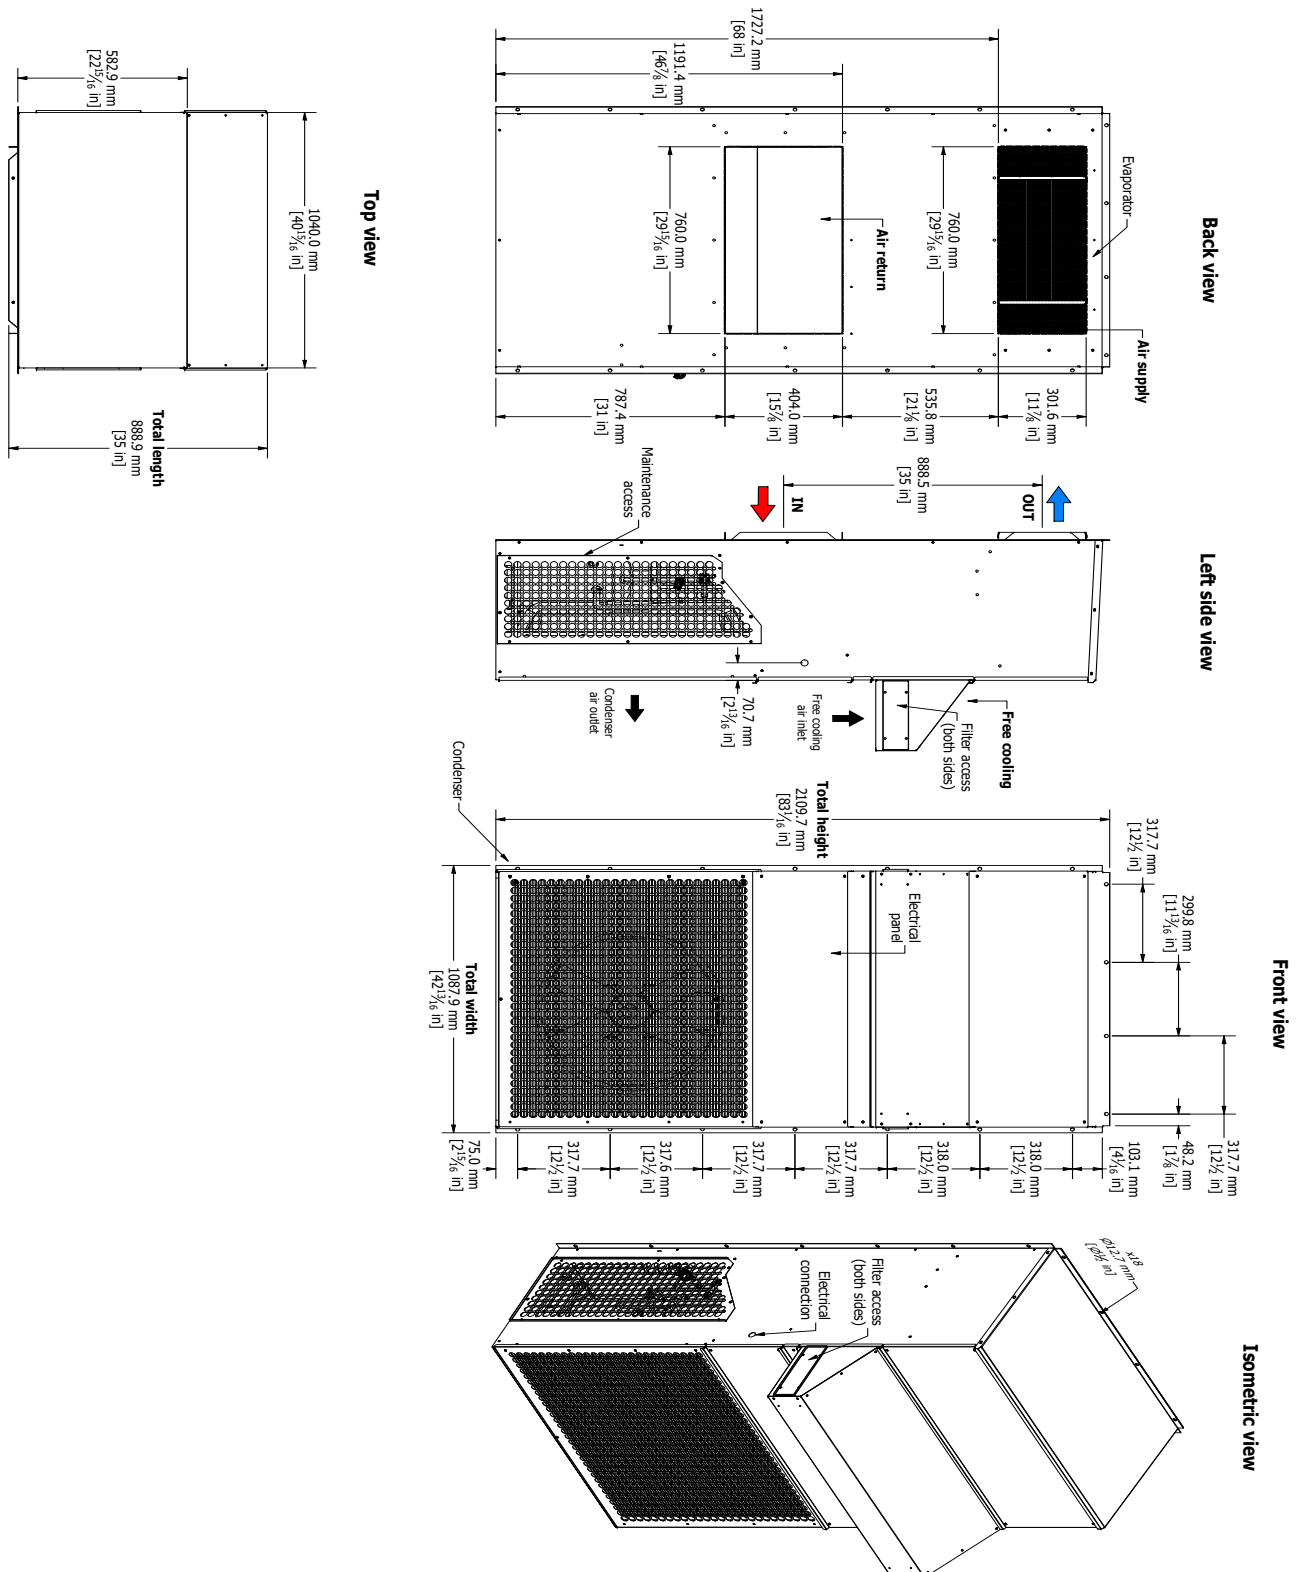 Back view
Evaporator
Air supply
Air return
1727.2 mm
[68 in]
1191.4 mm
[46⅞ in]
760.0 mm
[29¹⁵⁄₁₆ in]
760.0 mm
[29¹⁵⁄₁₆ in]
301.6 mm
[11⅞ in]
535.8 mm
[21⅛ in]
404.0 mm
[15⅞ in]
787.4 mm
[31 in]
Left side view
OUT
IN
888.5 mm
[35 in]
Maintenance
access
Free cooling
Filter access
(both sides)
Free cooling
air inlet
70.7 mm
[2¹³⁄₁₆ in]
Condenser
air outlet
Front view
Total height
2109.7 mm
[83¹⁄₁₆ in]
317.7 mm
[12½ in]
299.8 mm
[11¹³⁄₁₆ in]
317.7 mm
[12½ in]
48.2 mm
[1⅞ in]
103.1 mm
[4¹⁄₁₆ in]
318.0 mm
[12½ in]
318.0 mm
[12½ in]
317.7 mm
[12½ in]
317.7 mm
[12½ in]
317.6 mm
[12½ in]
317.7 mm
[12½ in]
75.0 mm
[2¹⁵⁄₁₆ in]
Electrical
panel
Condenser
Total width
1087.9 mm
[42¹³⁄₁₆ in]
Isometric view
x18
Ø12.7 mm
[Ø½ in]
Filter access
(both sides)
Electrical
connection
Top view
582.9 mm
[22¹⁵⁄₁₆ in]
1040.0 mm
[40¹⁵⁄₁₆ in]
Total length
888.9 mm
[35 in]